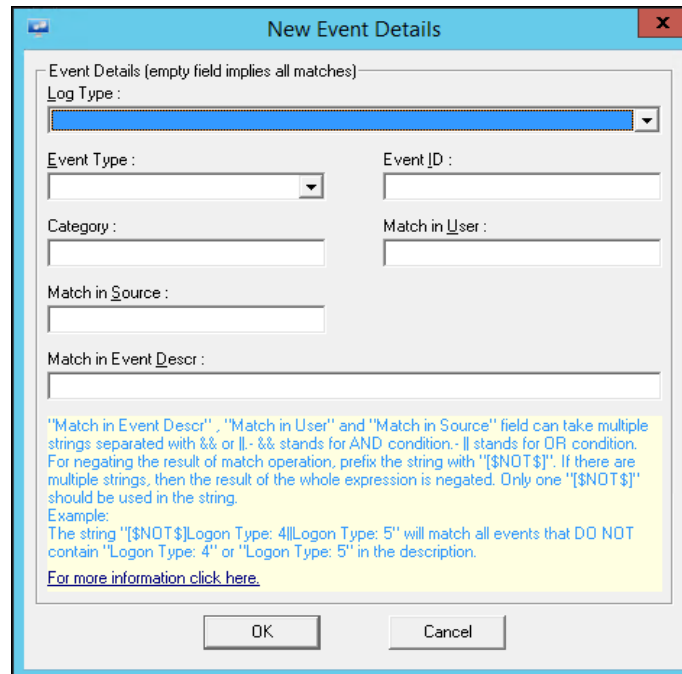 New Event Details
x
Event Details (empty field implies all matches)
Log Type :
Event Type :
Event ID :
Category :
Match in User :
Match in Source :
Match in Event Descr :
"Match in Event Descr" , "Match in User" and "Match in Source" field can take multiple
strings separated with && or ||.- && stands for AND condition.- || stands for OR condition.
For negating the result of match operation, prefix the string with "[$NOT$]". If there are
multiple strings, then the result of the whole expression is negated. Only one "[$NOT$]"
should be used in the string.
Example:
The string "[$NOT$]Logon Type: 4||Logon Type: 5" will match all events that DO NOT
contain "Logon Type: 4" or "Logon Type: 5" in the description.
For more information click here.
OK
Cancel